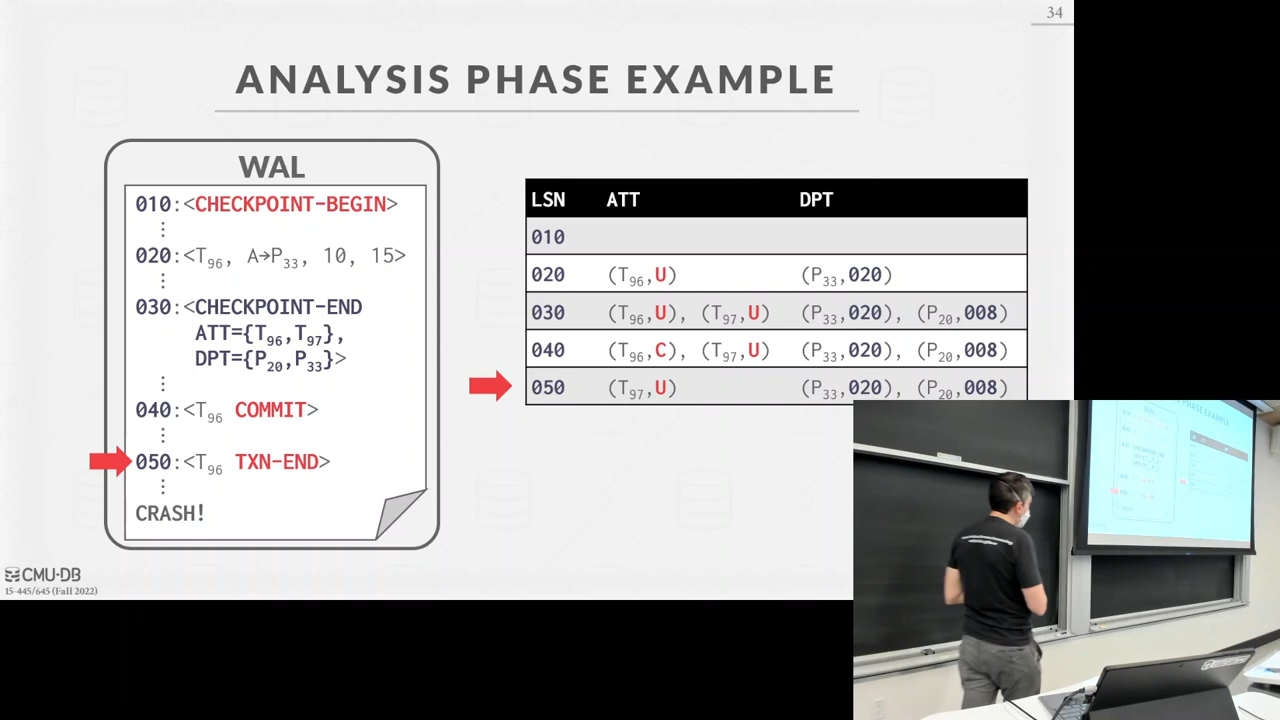 34
ANALYSIS PHASE EXAMPLE
WAL
010:<CHECKPOINT-BEGIN>
⋮
020:<T96, A→P33, 10, 15>
⋮
030:<CHECKPOINT-END
ATT={T96,T97},
DPT={P20,P33}>
⋮
040:<T96 COMMIT>
⋮
050:<T96 TXN-END>
⋮
CRASH!
LSN ATT DPT
010
020 (T96,U) (P33,020)
030 (T96,U), (T97,U) (P33,020), (P20,008)
040 (T96,C), (T97,U) (P33,020), (P20,008)
050 (T97,U) (P33,020), (P20,008)
CMU·DB
15-445/645 (Fall 2022)
WAL
PHASE EXAMPLE